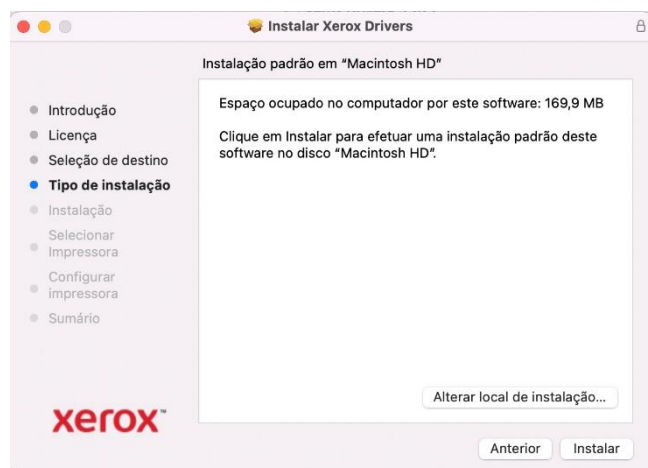 Instalar Xerox Drivers
Instalação padrão em “Macintosh HD”
Introdução
Licença
Seleção de destino
Tipo de instalação
Instalação
Selecionar
Impressora
Configurar
impressora
Sumário
Espaço ocupado no computador por este software: 169,9 MB
Clique em Instalar para efetuar uma instalação padrão deste
software no disco “Macintosh HD”.
Alterar local de instalação...
xerox™
Anterior
Instalar